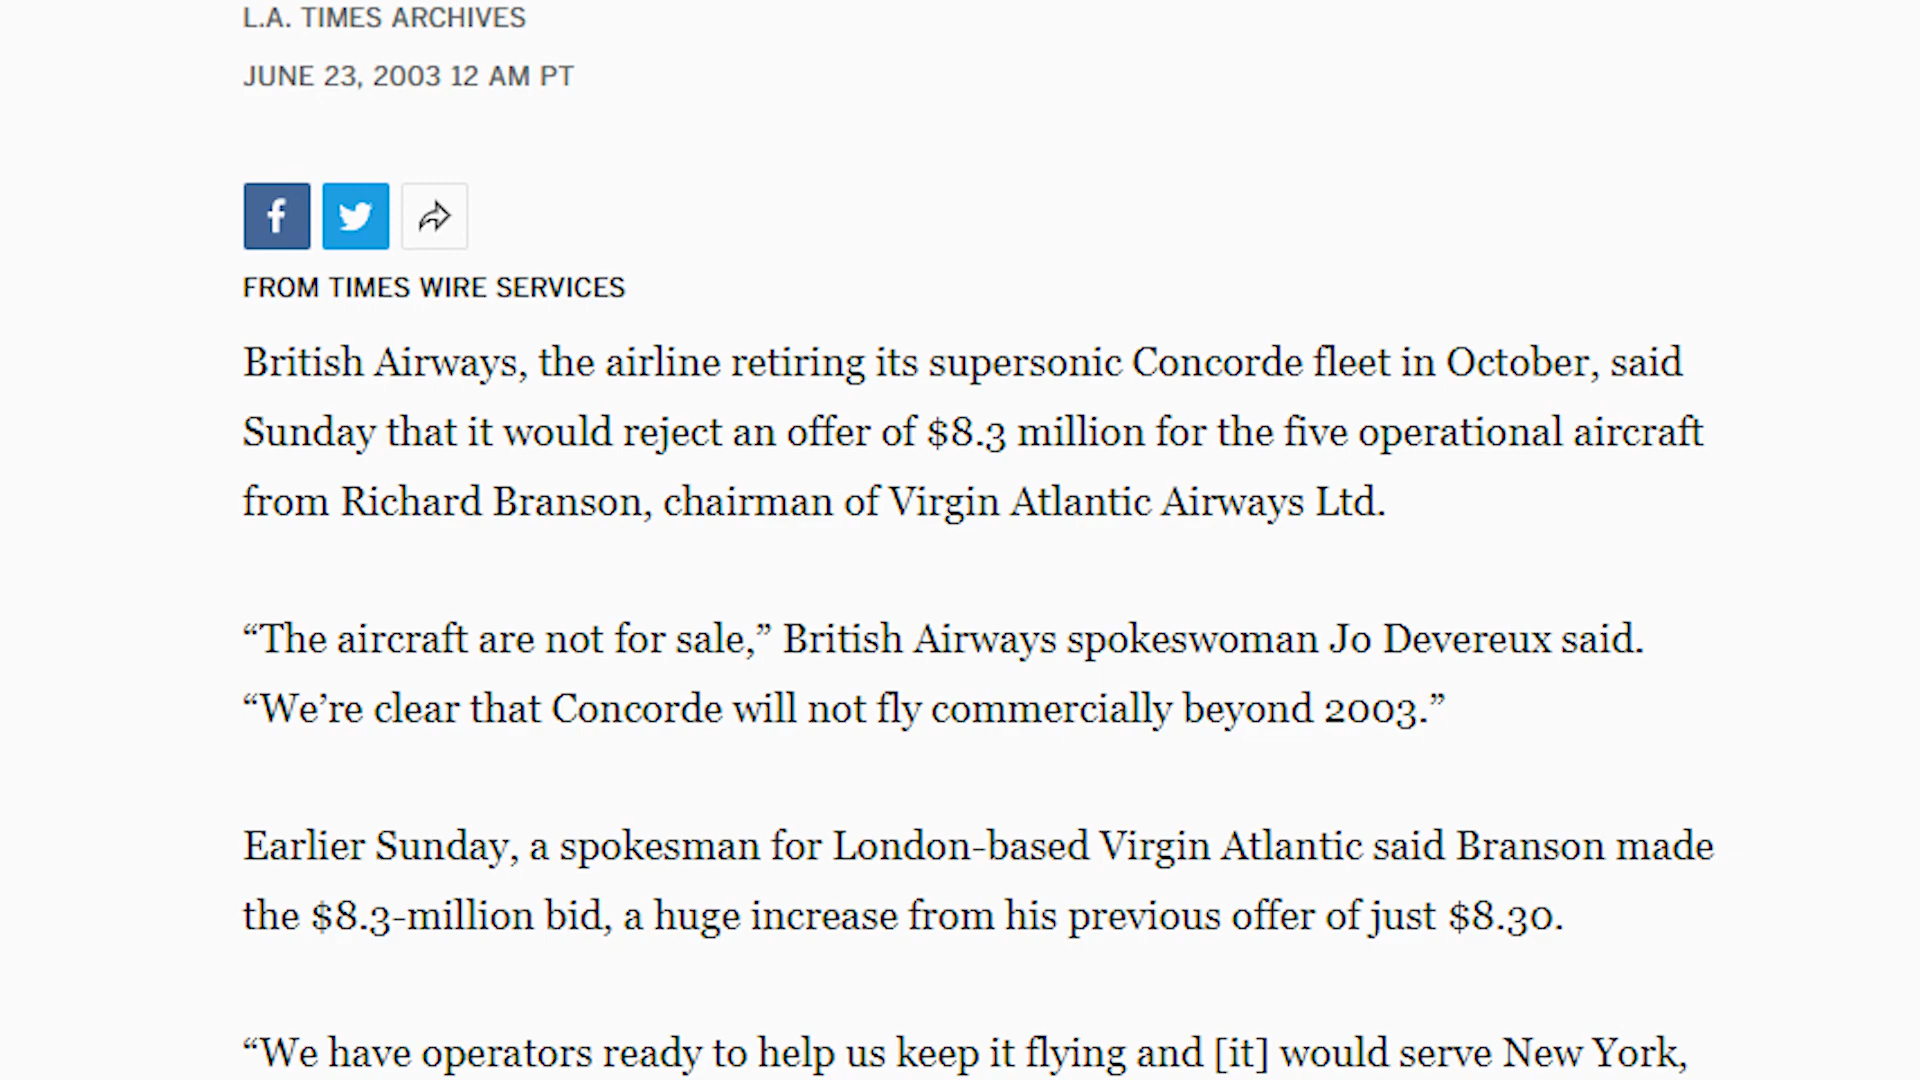 L.A. TIMES ARCHIVES
JUNE 23, 2003 12 AM PT
f
FROM TIMES WIRE SERVICES
British Airways, the airline retiring its supersonic Concorde fleet in October, said
Sunday that it would reject an offer of $8.3 million for the five operational aircraft
from Richard Branson, chairman of Virgin Atlantic Airways Ltd.
“The aircraft are not for sale,” British Airways spokeswoman Jo Devereux said.
“We’re clear that Concorde will not fly commercially beyond 2003.”
Earlier Sunday, a spokesman for London-based Virgin Atlantic said Branson made
the $8.3-million bid, a huge increase from his previous offer of just $8.30.
“We have operators ready to help us keep it flying and [it] would serve New York,